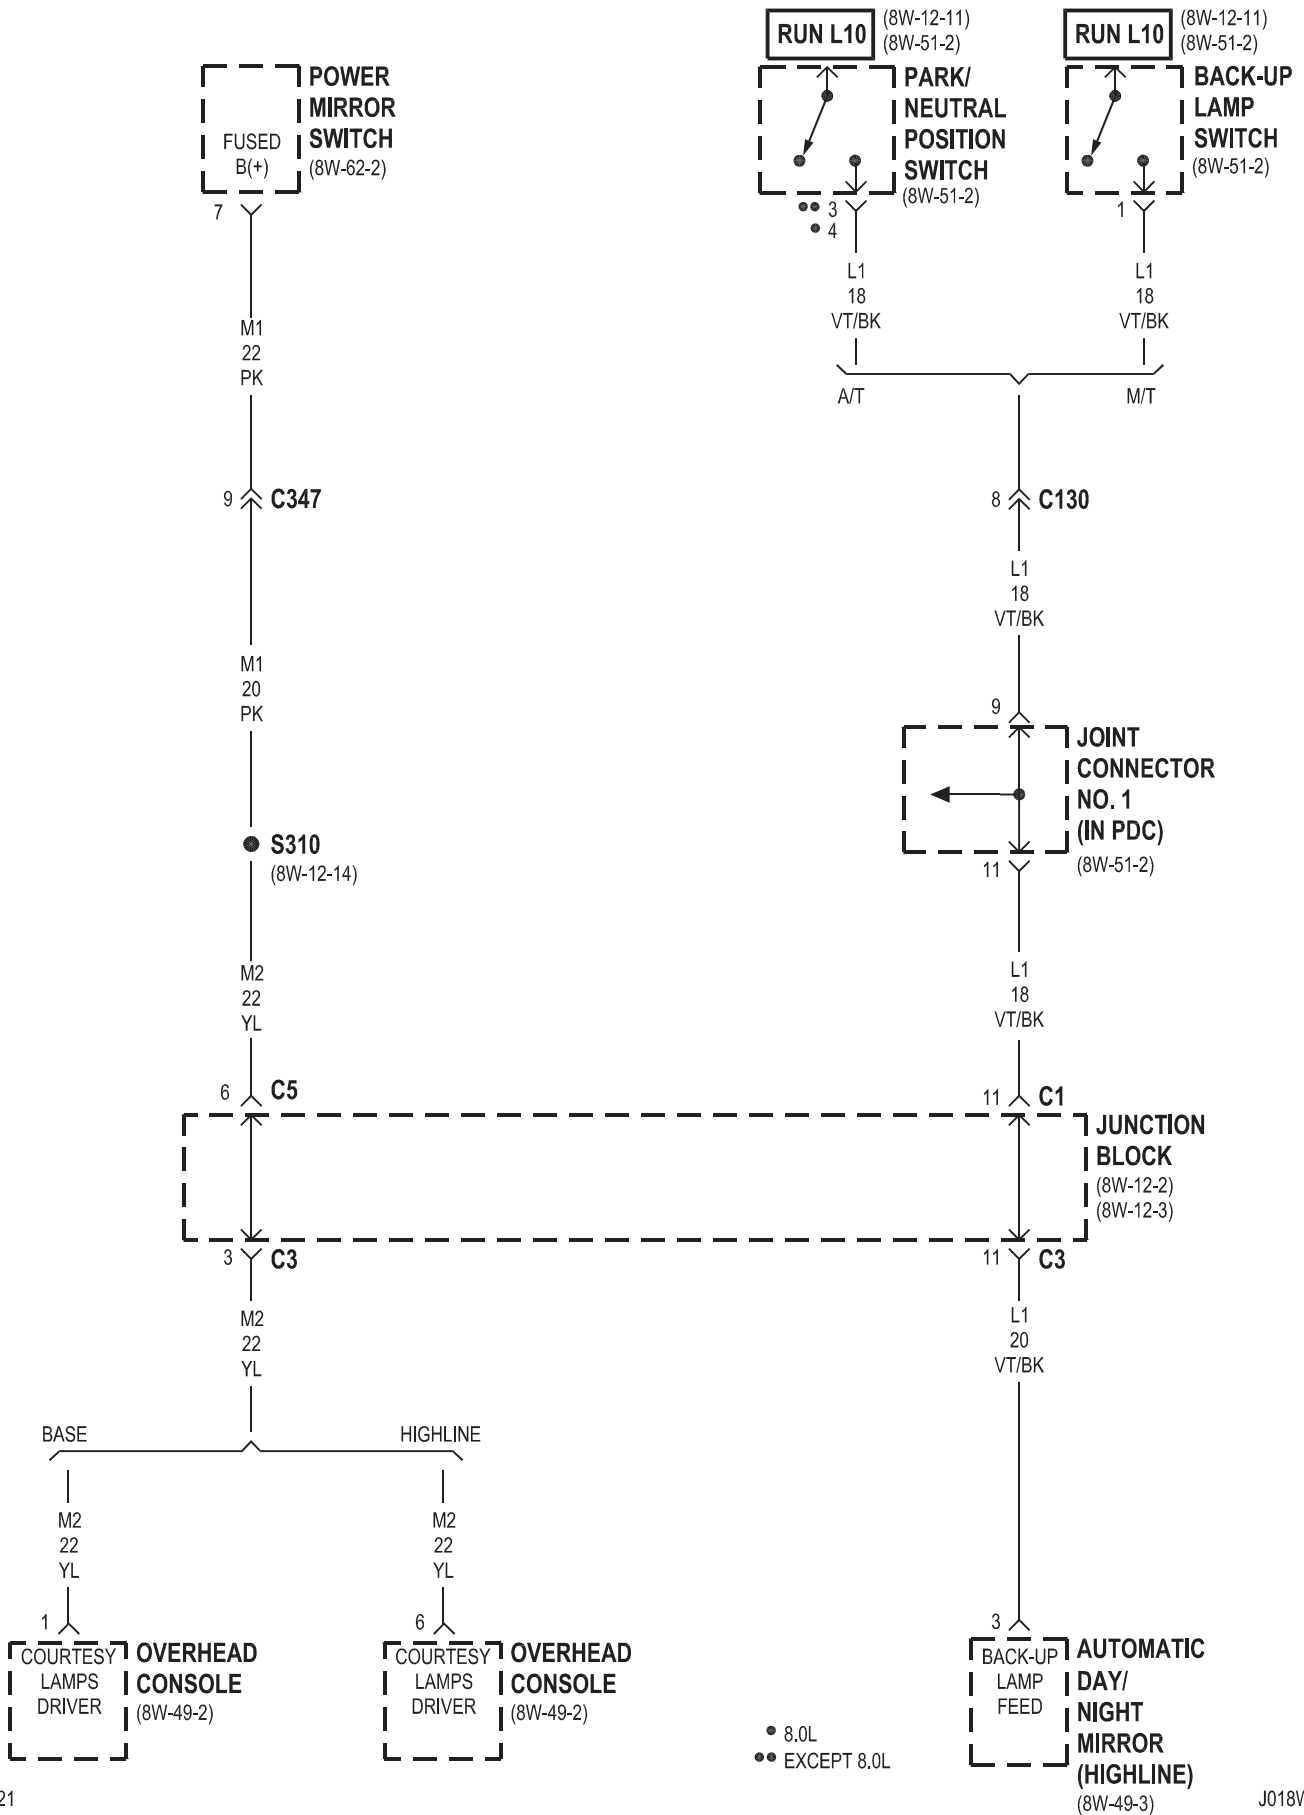 RUN L10
(8W-12-11)
(8W-51-2)
RUN L10
(8W-12-11)
(8W-51-2)
POWER
MIRROR
SWITCH
(8W-62-2)
FUSED
B(+)
7
PARK/
NEUTRAL
POSITION
SWITCH
(8W-51-2)
BACK-UP
LAMP
SWITCH
(8W-51-2)
•• 3
• 4
1
L1
18
VT/BK
L1
18
VT/BK
M1
22
PK
A/T
M/T
9
C347
8
C130
L1
18
VT/BK
M1
20
PK
9
JOINT
CONNECTOR
NO. 1
(IN PDC)
(8W-51-2)
11
S310
(8W-12-14)
M2
22
YL
L1
18
VT/BK
6
C5
11
C1
JUNCTION
BLOCK
(8W-12-2)
(8W-12-3)
3
C3
11
C3
M2
22
YL
L1
20
VT/BK
BASE
HIGHLINE
M2
22
YL
M2
22
YL
1
COURTESY
LAMPS
DRIVER
OVERHEAD
CONSOLE
(8W-49-2)
6
COURTESY
LAMPS
DRIVER
OVERHEAD
CONSOLE
(8W-49-2)
3
BACK-UP
LAMP
FEED
AUTOMATIC
DAY/
NIGHT
MIRROR
(HIGHLINE)
(8W-49-3)
• 8.0L
•• EXCEPT 8.0L
21
J018W